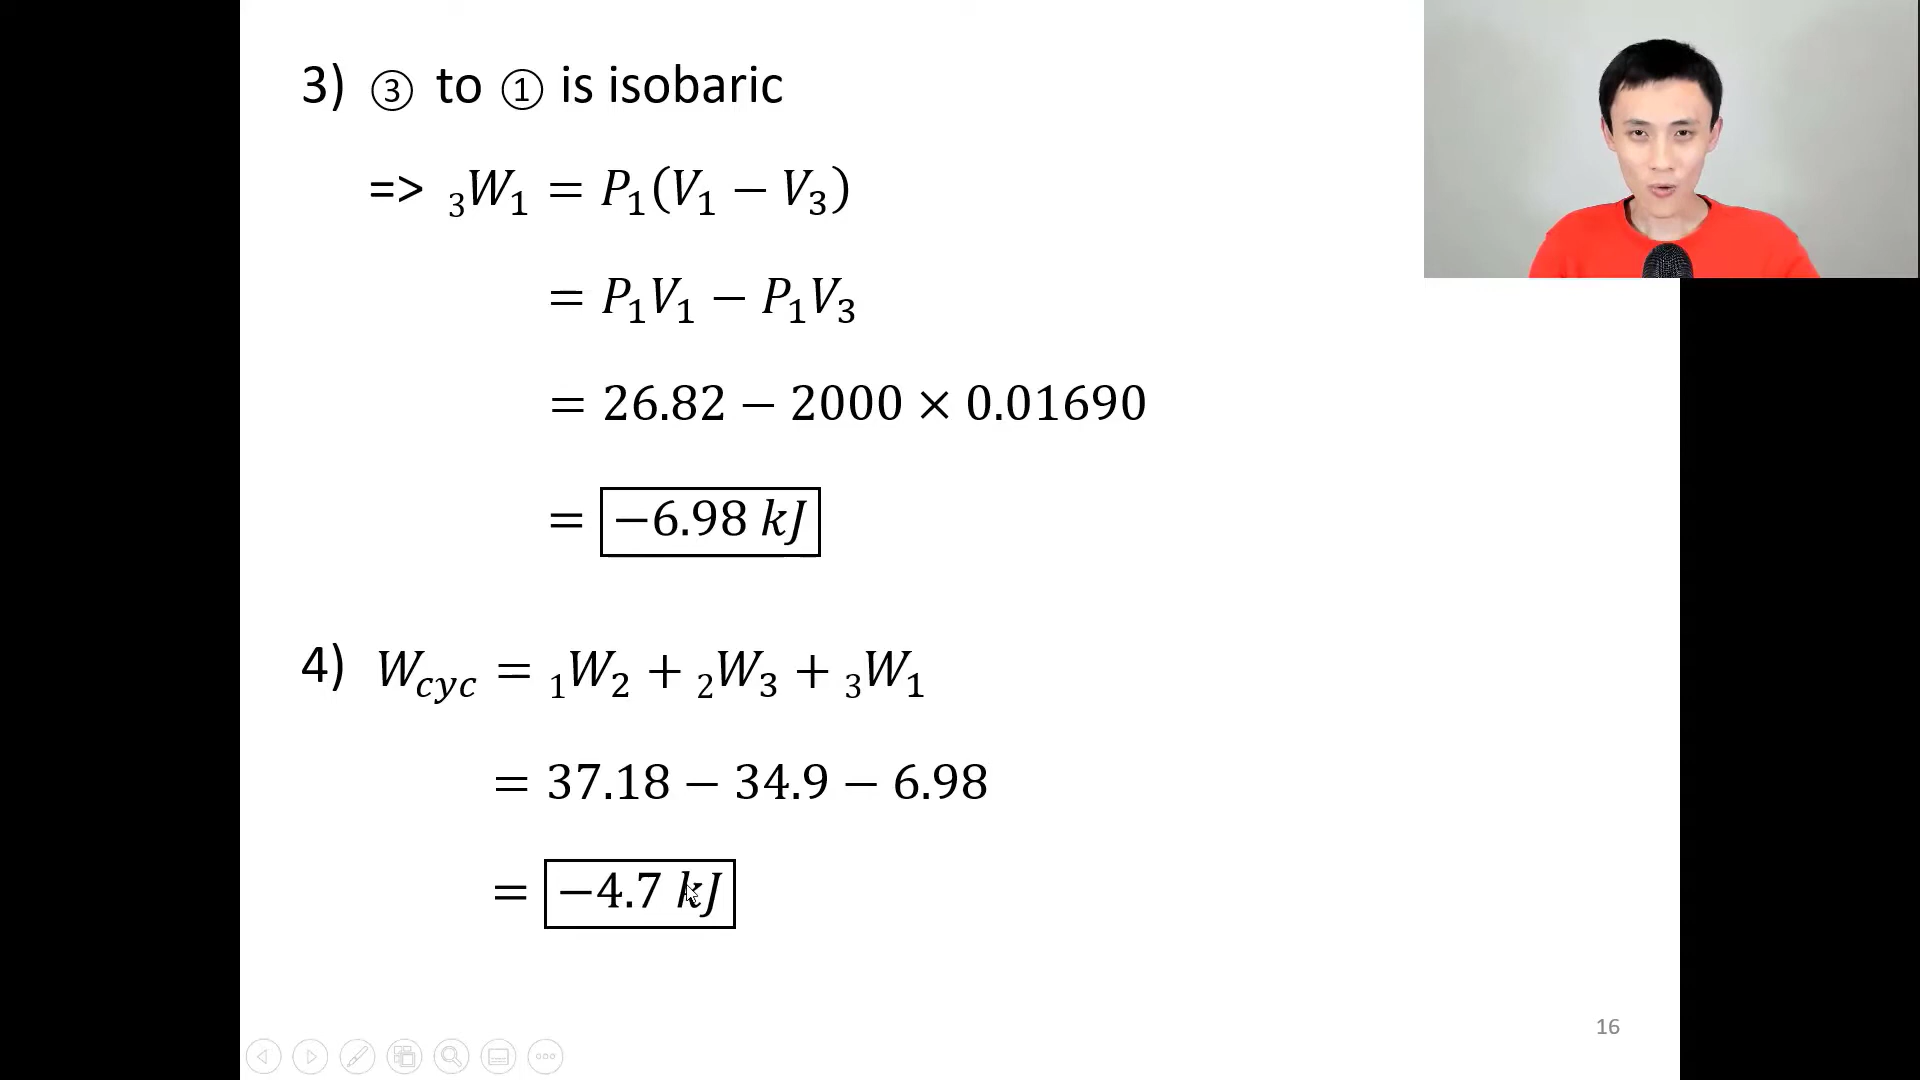 3) ③ to ① is isobaric
=> ₃W₁ = P₁(V₁ − V₃)
= P₁V₁ − P₁V₃
= 26.82 − 2000 × 0.01690
= −6.98 kJ
4) W_cyc = ₁W₂ + ₂W₃ + ₃W₁
= 37.18 − 34.9 − 6.98
= −4.7 kJ
16